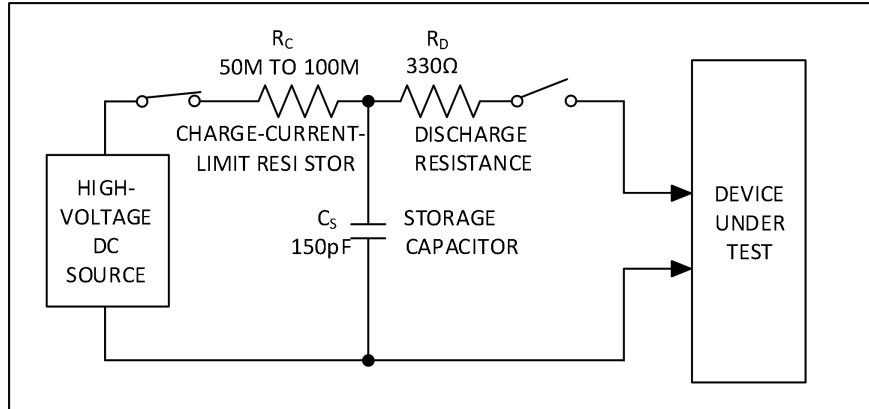 R_C
50M TO 100M
CHARGE-CURRENT-
LIMIT RESI STOR
R_D
330Ω
DISCHARGE
RESISTANCE
HIGH-
VOLTAGE
DC
SOURCE
C_S
150pF
STORAGE
CAPACITOR
DEVICE
UNDER
TEST